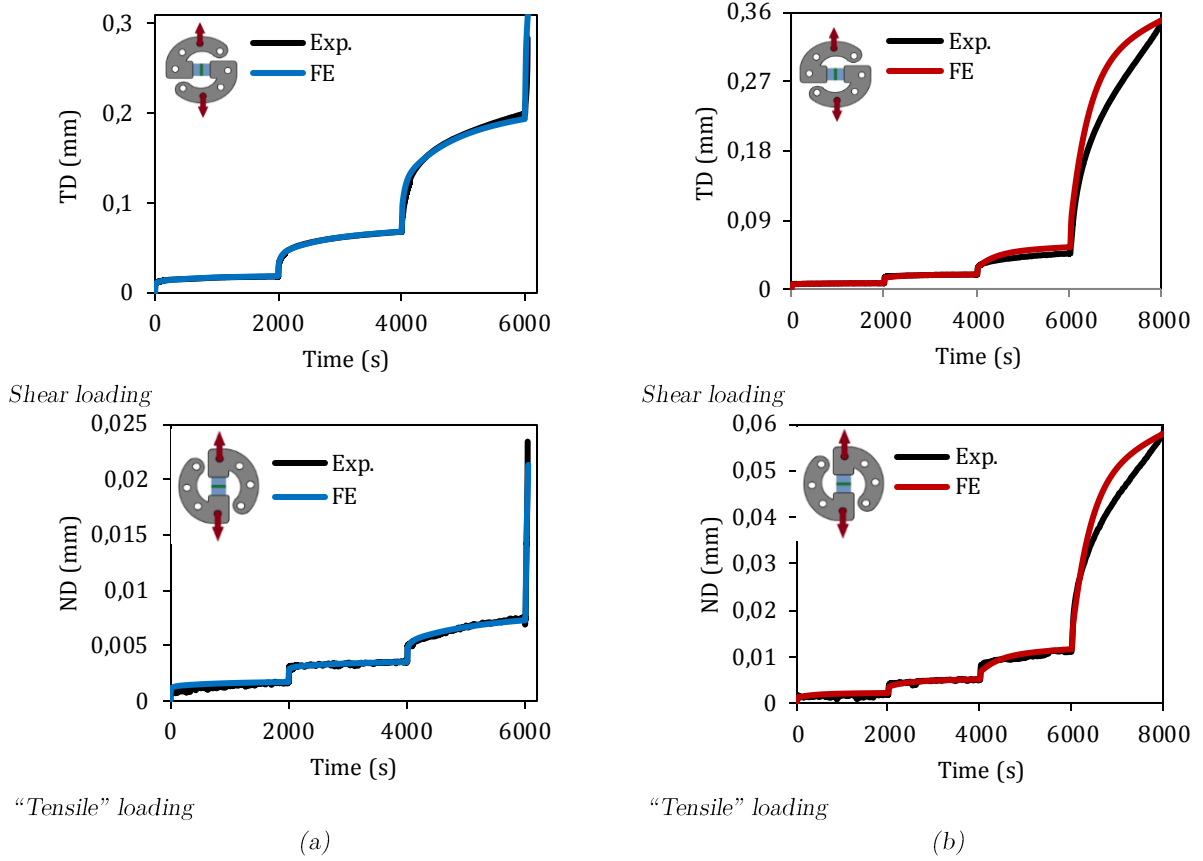 0,3
0,2
0,1
0
TD (mm)
Exp.
FE
0 2000 4000 6000
Time (s)
Shear loading
0,36
0,27
0,18
0,09
0
TD (mm)
Exp.
FE
0 2000 4000 6000 8000
Time (s)
Shear loading
0,025
0,02
0,015
0,01
0,005
0
ND (mm)
Exp.
FE
0 2000 4000 6000
Time (s)
“Tensile” loading
(a)
0,06
0,05
0,04
0,03
0,02
0,01
0
ND (mm)
Exp.
FE
0 2000 4000 6000 8000
Time (s)
“Tensile” loading
(b)